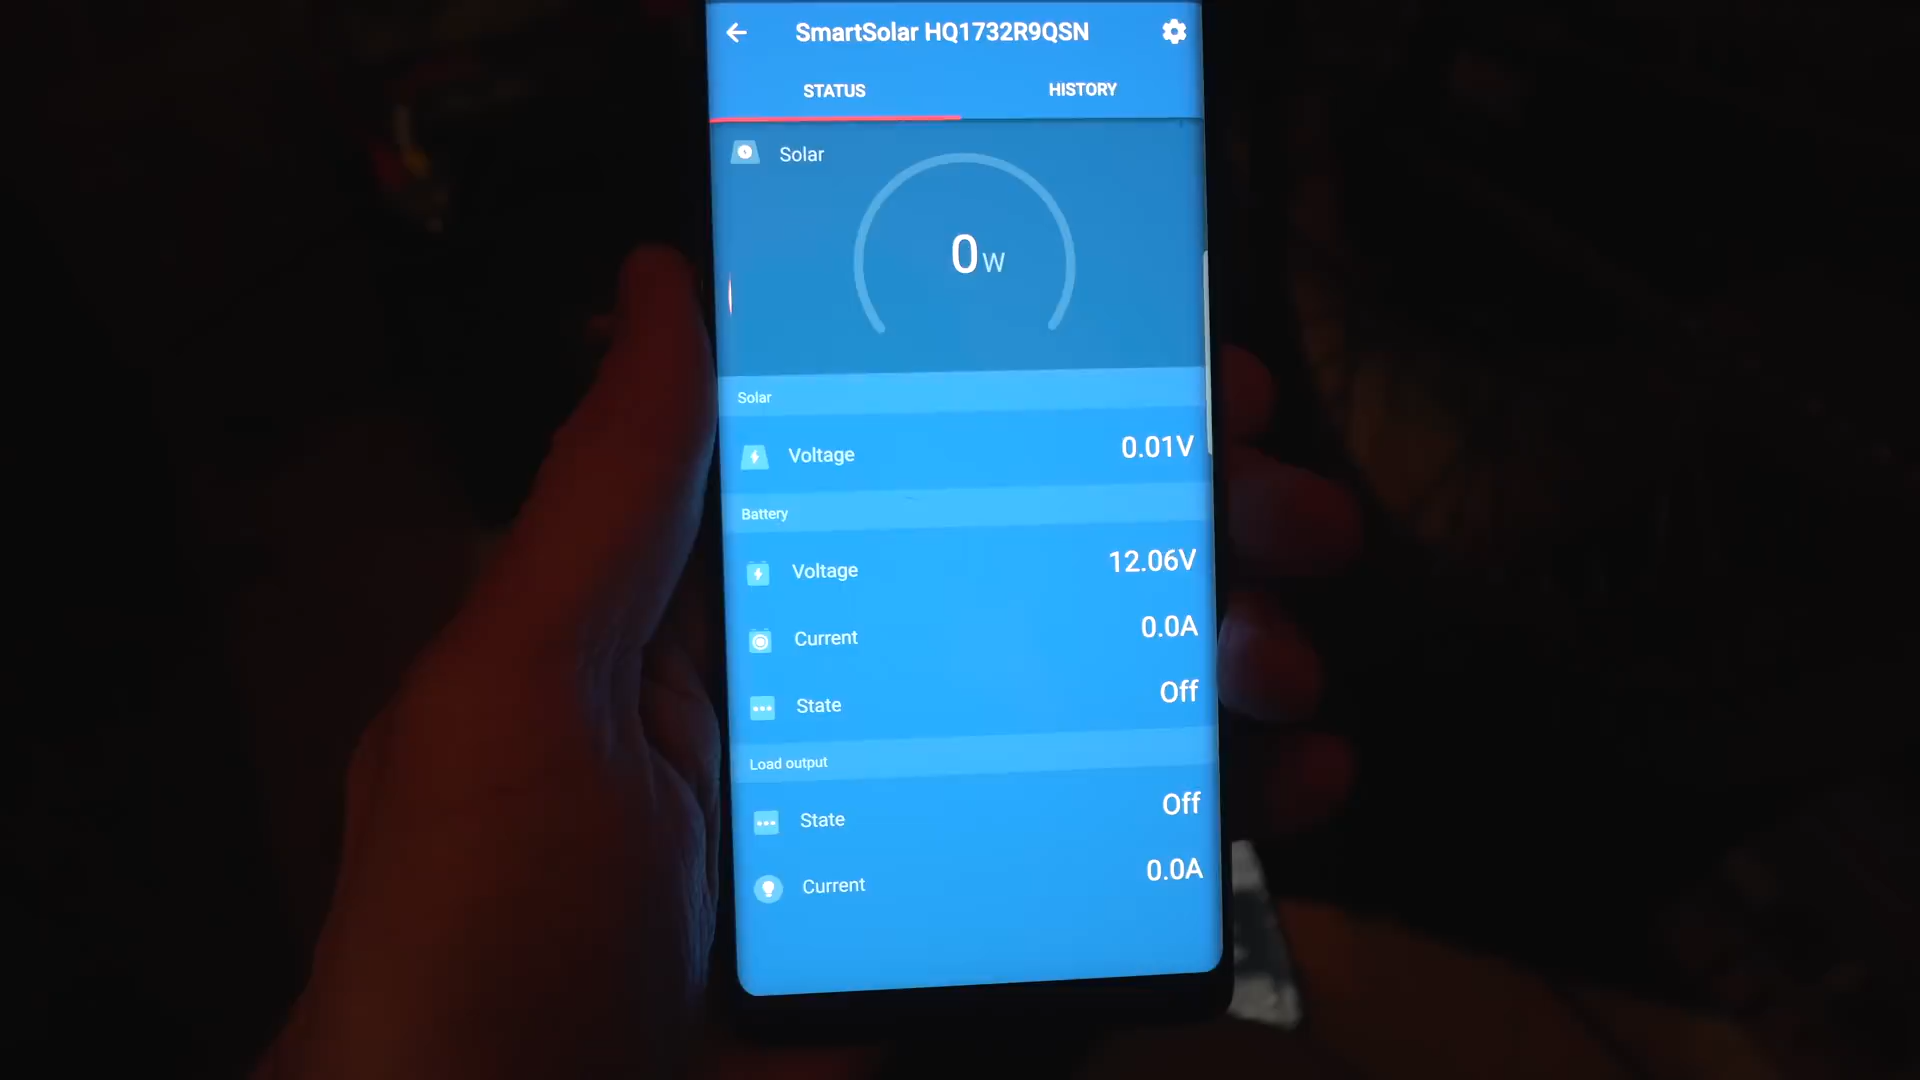 SmartSolar HQ1732R9QSN
STATUS HISTORY
Solar
0W
Solar
Voltage 0.01V
Battery
Voltage 12.06V
Current 0.0A
State Off
Load output
State Off
Current 0.0A